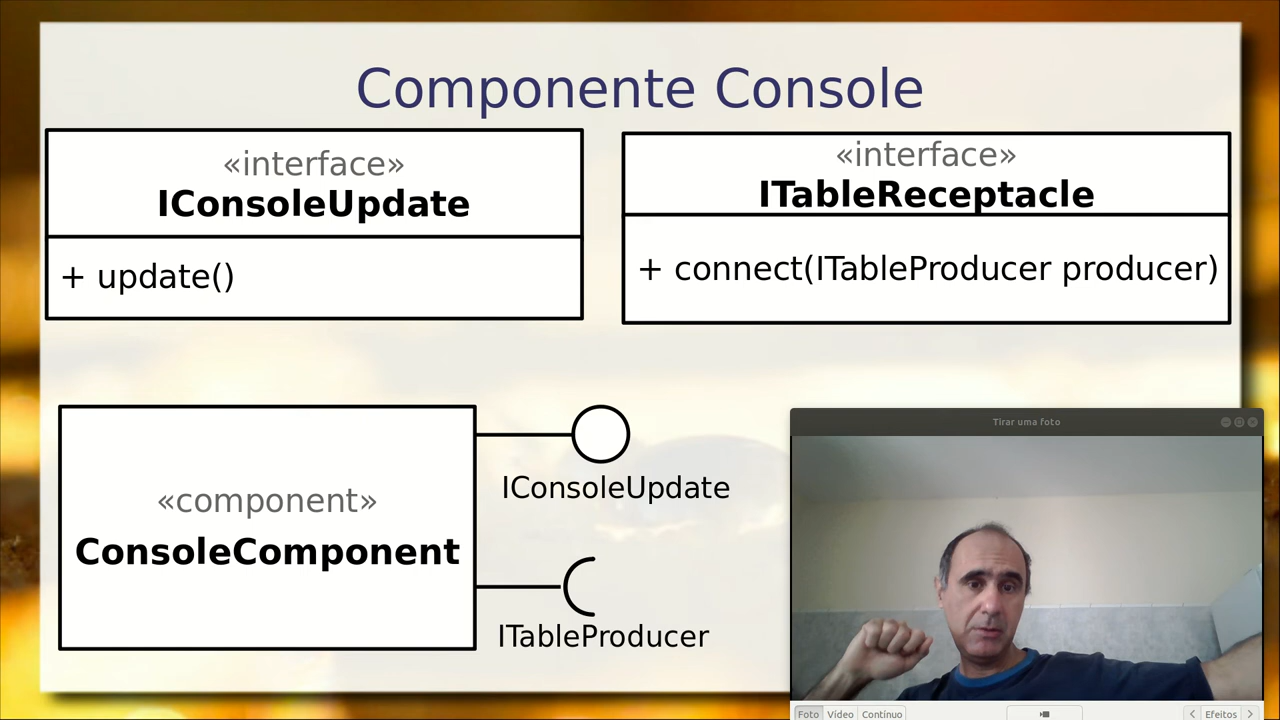 Componente Console
«interface»
IConsoleUpdate
+ update()
«interface»
ITableReceptacle
+ connect(ITableProducer producer)
«component»
ConsoleComponent
IConsoleUpdate
ITableProducer
Tirar uma foto
Foto Vídeo Contínuo Efeitos